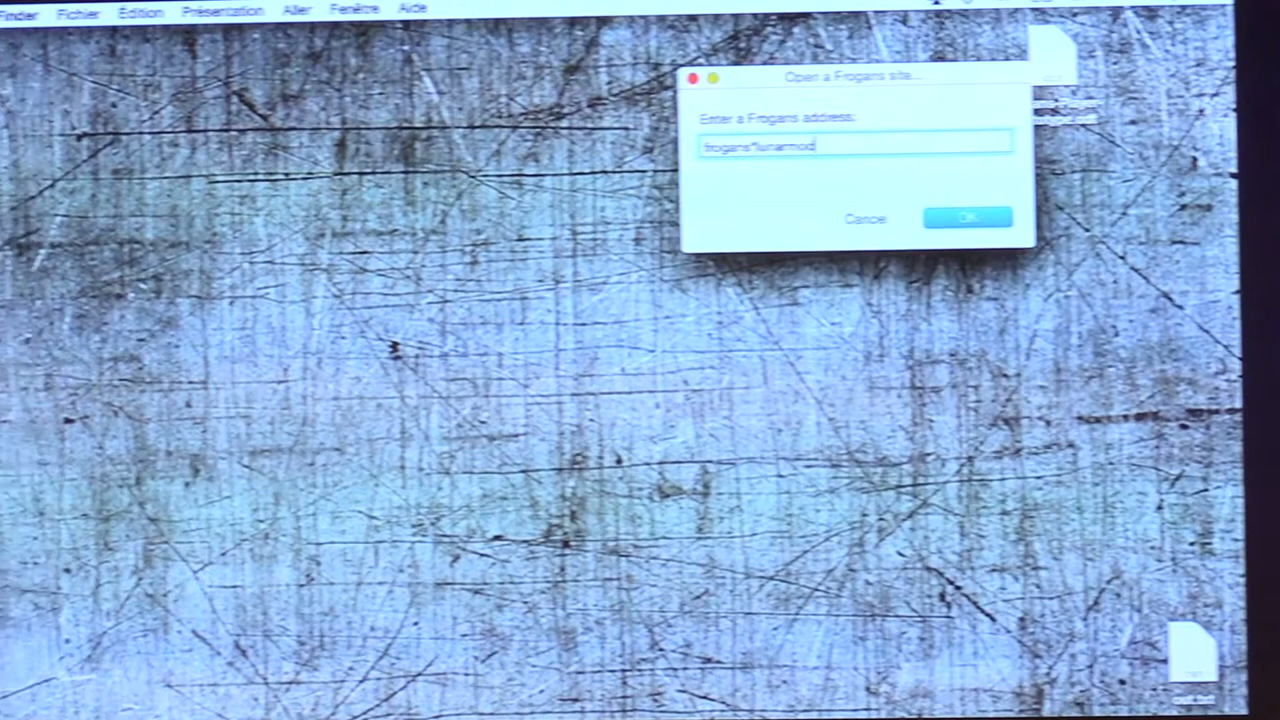 Finder Fichier Édition Présentation Aller Fenêtre Aide
Open a Frogans site...
Enter a Frogans address:
frogans*lunarmod
Cancel OK